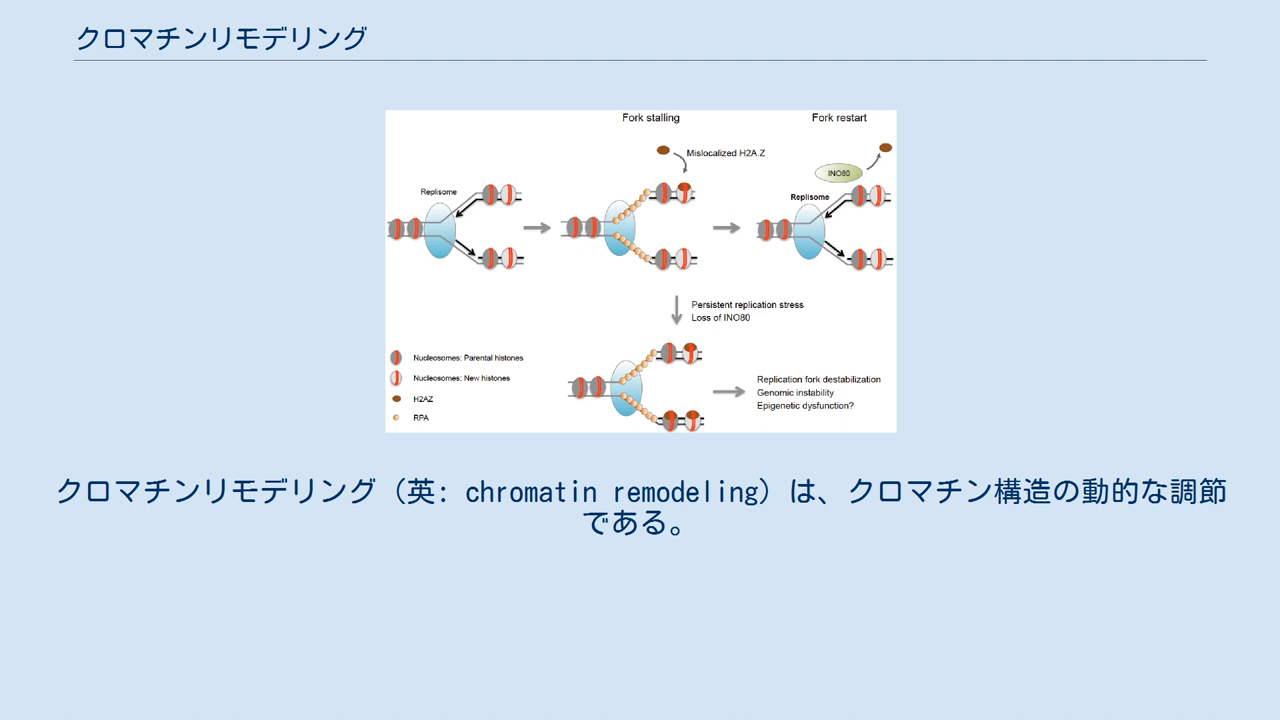 クロマチンリモデリング
Fork stalling
Fork restart
Mislocalized H2A.Z
INO80
Replisome
Replisome
Persistent replication stress
Loss of INO80
Nucleosomes: Parental histones
Nucleosomes: New histones
H2AZ
RPA
Replication fork destabilization
Genomic instability
Epigenetic dysfunction?
クロマチンリモデリング（英: chromatin remodeling）は、クロマチン構造の動的な調節
である。